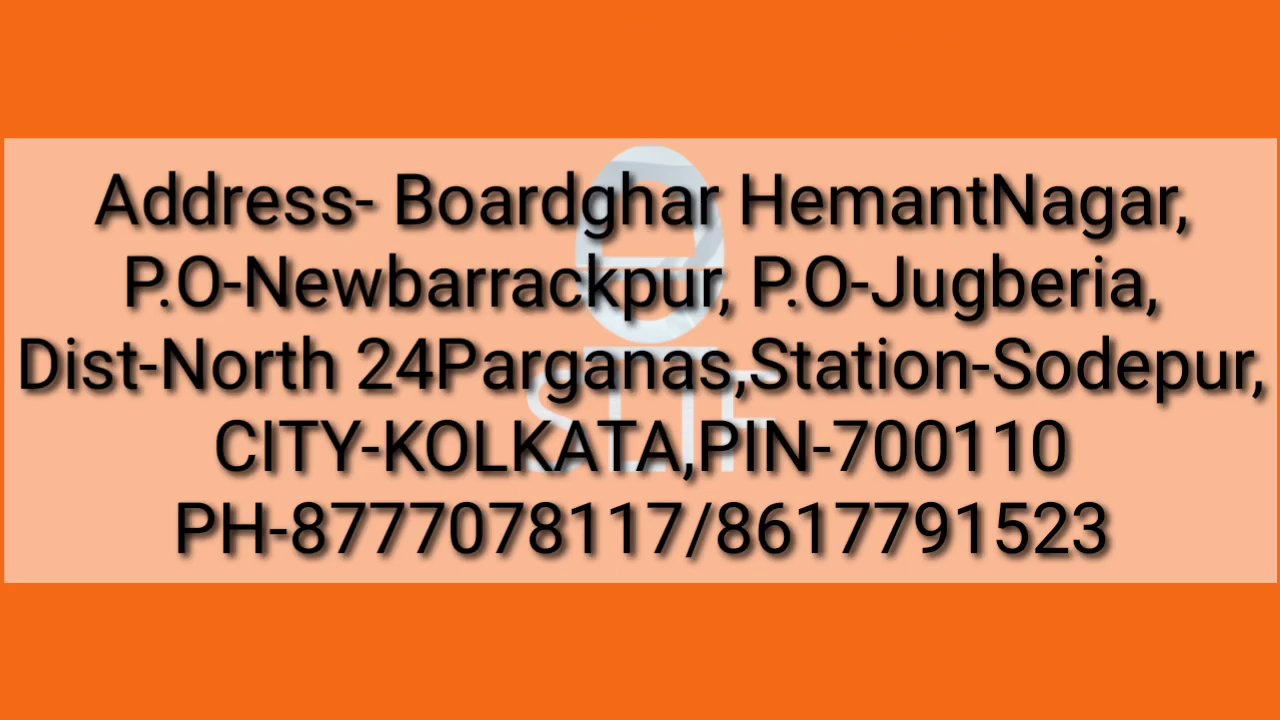 Address- Boardghar HemantNagar,
P.O-Newbarrackpur, P.O-Jugberia,
Dist-North 24Parganas,Station-Sodepur,
CITY-KOLKATA,PIN-700110
PH-8777078117/8617791523